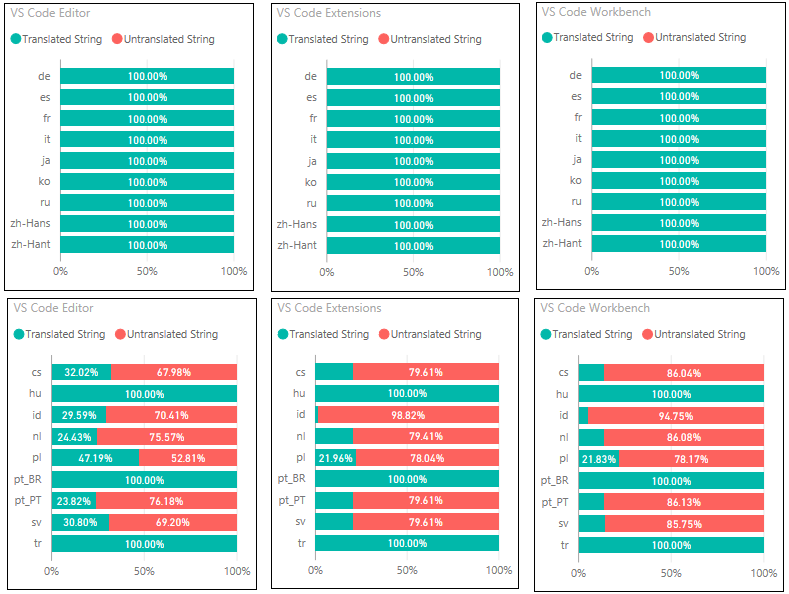 VS Code Editor
Translated String Untranslated String
de 100.00%
es 100.00%
fr 100.00%
it 100.00%
ja 100.00%
ko 100.00%
ru 100.00%
zh-Hans 100.00%
zh-Hant 100.00%
0% 50% 100%
VS Code Extensions
Translated String Untranslated String
de 100.00%
es 100.00%
fr 100.00%
it 100.00%
ja 100.00%
ko 100.00%
ru 100.00%
zh-Hans 100.00%
zh-Hant 100.00%
0% 50% 100%
VS Code Workbench
Translated String Untranslated String
de 100.00%
es 100.00%
fr 100.00%
it 100.00%
ja 100.00%
ko 100.00%
ru 100.00%
zh-Hans 100.00%
zh-Hant 100.00%
0% 50% 100%
VS Code Editor
Translated String Untranslated String
cs 32.02% 67.98%
hu 100.00%
id 29.59% 70.41%
nl 24.43% 75.57%
pl 47.19% 52.81%
pt_BR 100.00%
pt_PT 23.82% 76.18%
sv 30.80% 69.20%
tr 100.00%
0% 50% 100%
VS Code Extensions
Translated String Untranslated String
cs 79.61%
hu 100.00%
id 98.82%
nl 79.41%
pl 21.96% 78.04%
pt_BR 100.00%
pt_PT 79.61%
sv 79.61%
tr 100.00%
0% 50% 100%
VS Code Workbench
Translated String Untranslated String
cs 86.04%
hu 100.00%
id 94.75%
nl 86.08%
pl 21.83% 78.17%
pt_BR 100.00%
pt_PT 86.13%
sv 85.75%
tr 100.00%
0% 50% 100%